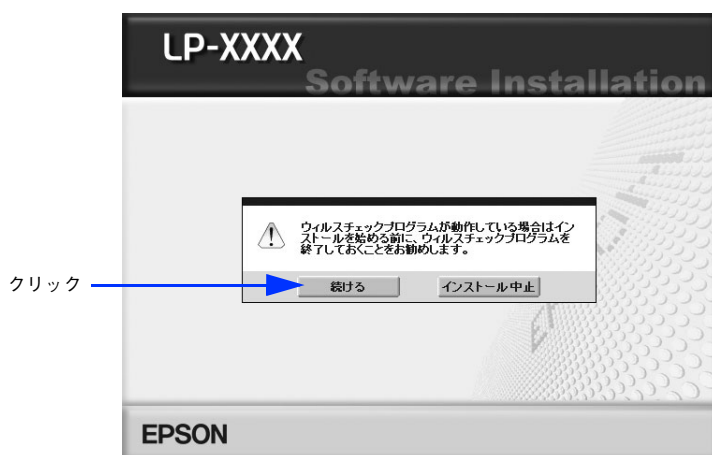 LP-XXXX
Software Installation
ウィルスチェックプログラムが動作している場合はイン
ストールを始める前に、ウィルスチェックプログラムを
終了しておくことをお勧めします。
クリック
続ける
インストール中止
EPSON
EPSON